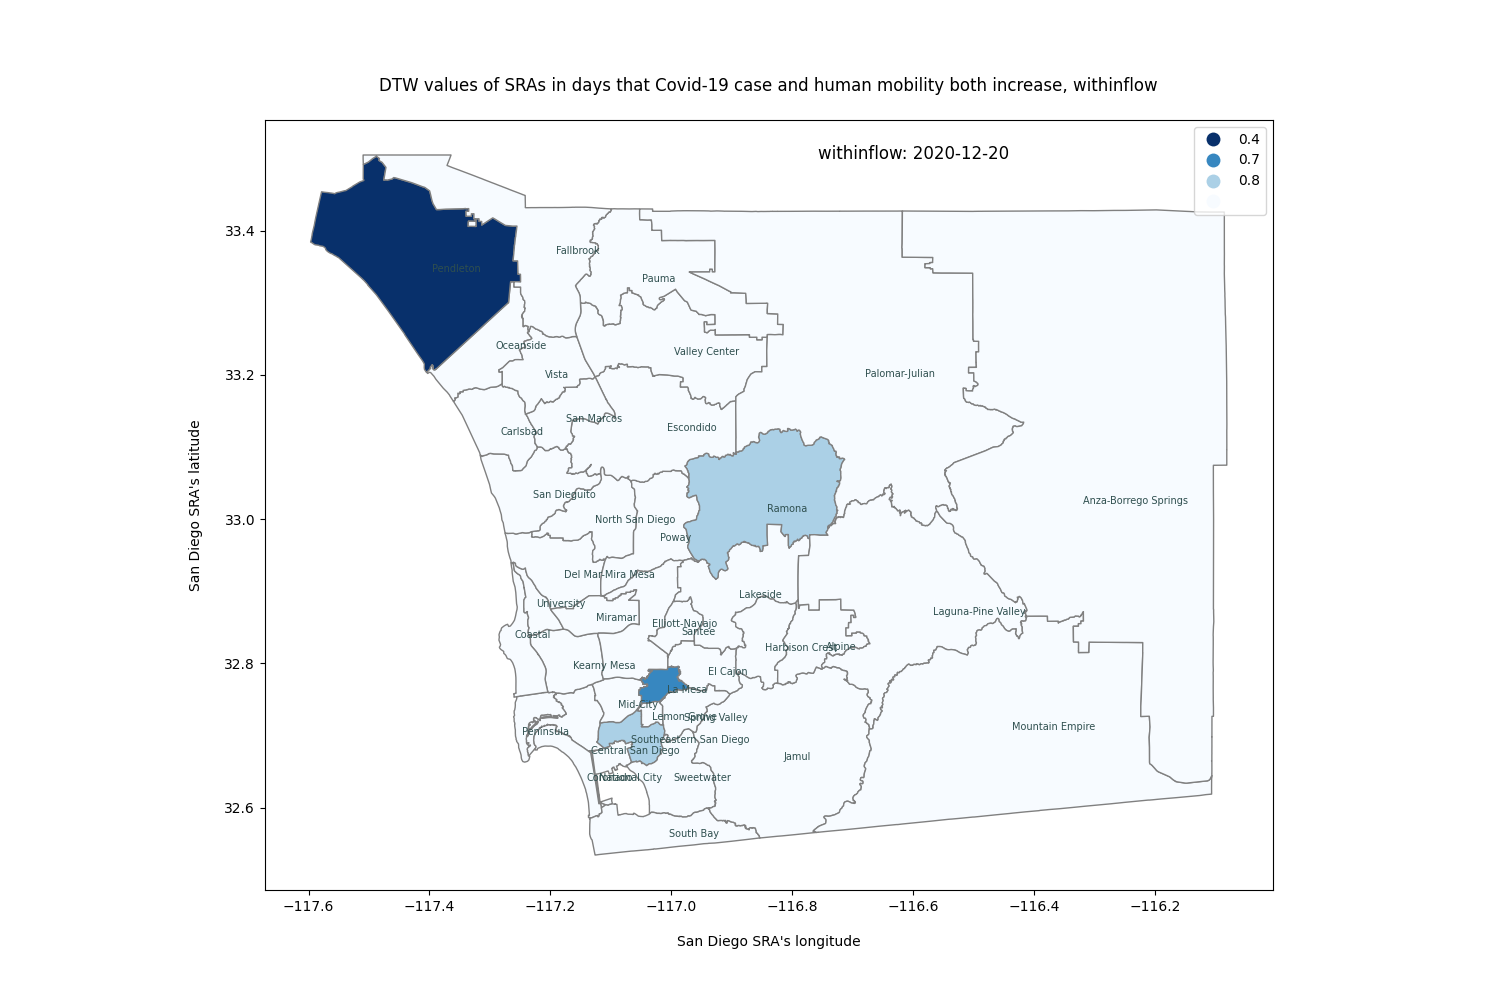 DTW values of SRAs in days that Covid-19 case and human mobility both increase, withinflow
withinflow: 2020-12-20
0.4
0.7
0.8
33.4
33.2
33.0
32.8
32.6
San Diego SRA's latitude
Fallbrook
Pendleton
Pauma
Oceanside
Valley Center
Vista
Palomar-Julian
San Marcos
Carlsbad
Escondido
San Dieguito
Anza-Borrego Springs
Ramona
North San Diego
Poway
Del Mar-Mira Mesa
Lakeside
University
Laguna-Pine Valley
Miramar
Elliott-Navajo
Santee
Coastal
Harbison Crest
Alpine
Kearny Mesa
El Cajon
La Mesa
Mid-City
Lemon Grove
Spring Valley
Mountain Empire
Peninsula
Southeastern San Diego
Central San Diego
Jamul
Coronado
National City
Sweetwater
South Bay
−117.6
−117.4
−117.2
−117.0
−116.8
−116.6
−116.4
−116.2
San Diego SRA's longitude